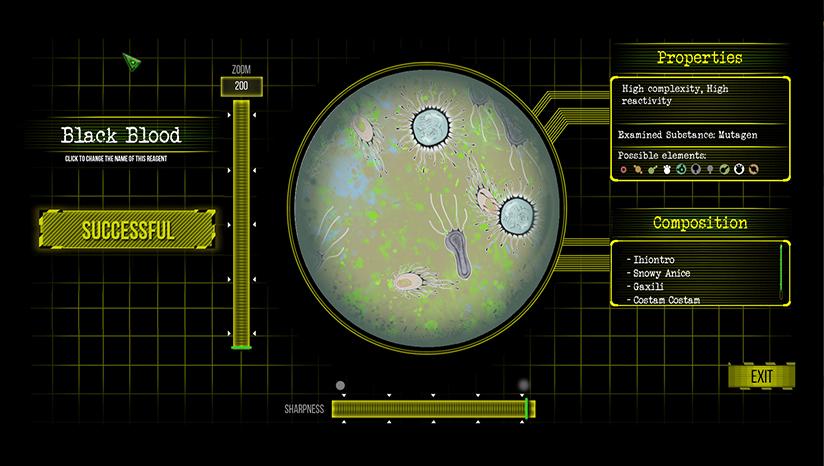 ZOOM
200
Black Blood
CLICK TO CHANGE THE NAME OF THIS REAGENT
SUCCESSFUL
Properties
High complexity, High
reactivity
Examined Substance: Mutagen
Possible elements:
Composition
- Ihiontro
- Snowy Anice
- Gaxili
- Costam Costam
EXIT
SHARPNESS